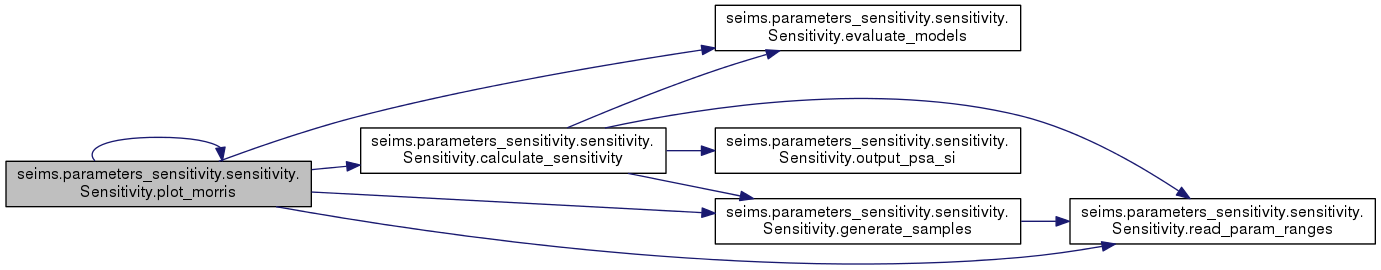 seims.parameters_sensitivity.sensitivity.
Sensitivity.evaluate_models
seims.parameters_sensitivity.sensitivity.
Sensitivity.calculate_sensitivity
seims.parameters_sensitivity.sensitivity.
Sensitivity.output_psa_si
seims.parameters_sensitivity.sensitivity.
Sensitivity.plot_morris
seims.parameters_sensitivity.sensitivity.
Sensitivity.generate_samples
seims.parameters_sensitivity.sensitivity.
Sensitivity.read_param_ranges